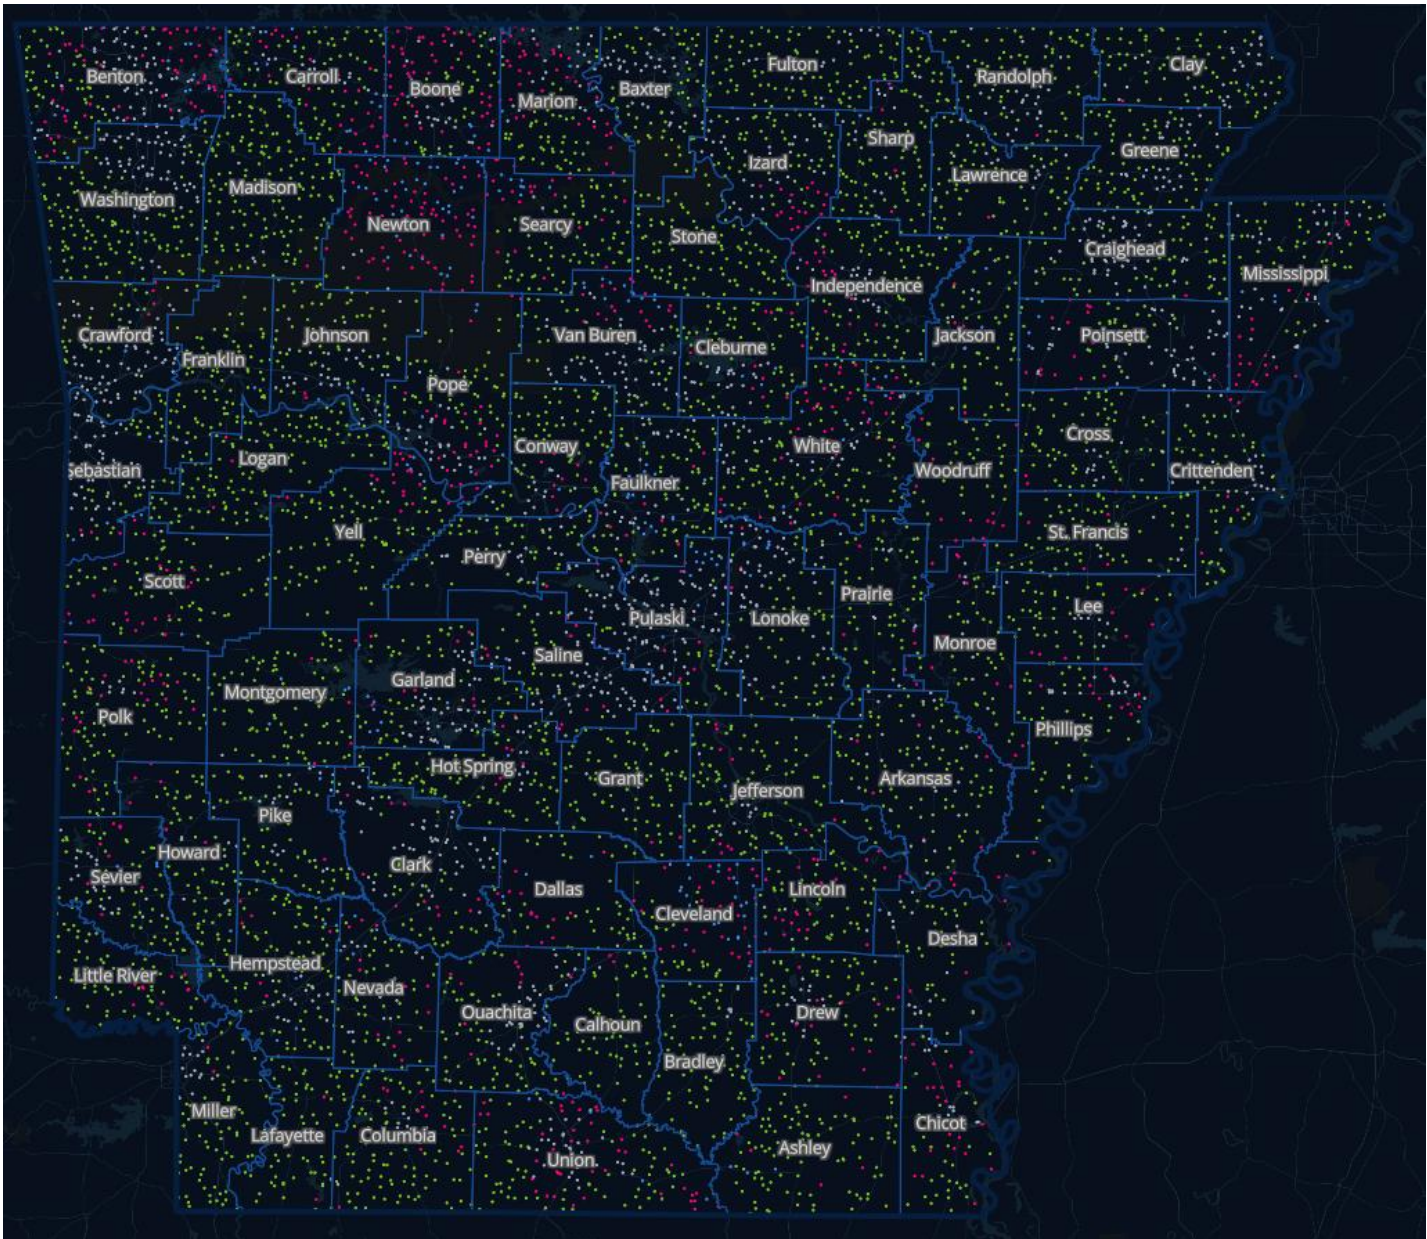 Benton
Carroll
Boone
Marion
Baxter
Fulton
Randolph
Clay
Washington
Madison
Newton
Searcy
Stone
Izard
Sharp
Lawrence
Greene
Craighead
Mississippi
Independence
Crawford
Franklin
Johnson
Pope
Van Buren
Cleburne
Jackson
Poinsett
Sebastian
Logan
Conway
Faulkner
White
Woodruff
Cross
Crittenden
Yell
Perry
St. Francis
Scott
Pulaski
Lonoke
Prairie
Lee
Saline
Monroe
Polk
Montgomery
Garland
Phillips
Hot Spring
Grant
Jefferson
Arkansas
Pike
Howard
Sevier
Clark
Dallas
Cleveland
Lincoln
Desha
Little River
Hempstead
Nevada
Ouachita
Calhoun
Drew
Bradley
Miller
Lafayette
Columbia
Union
Ashley
Chicot